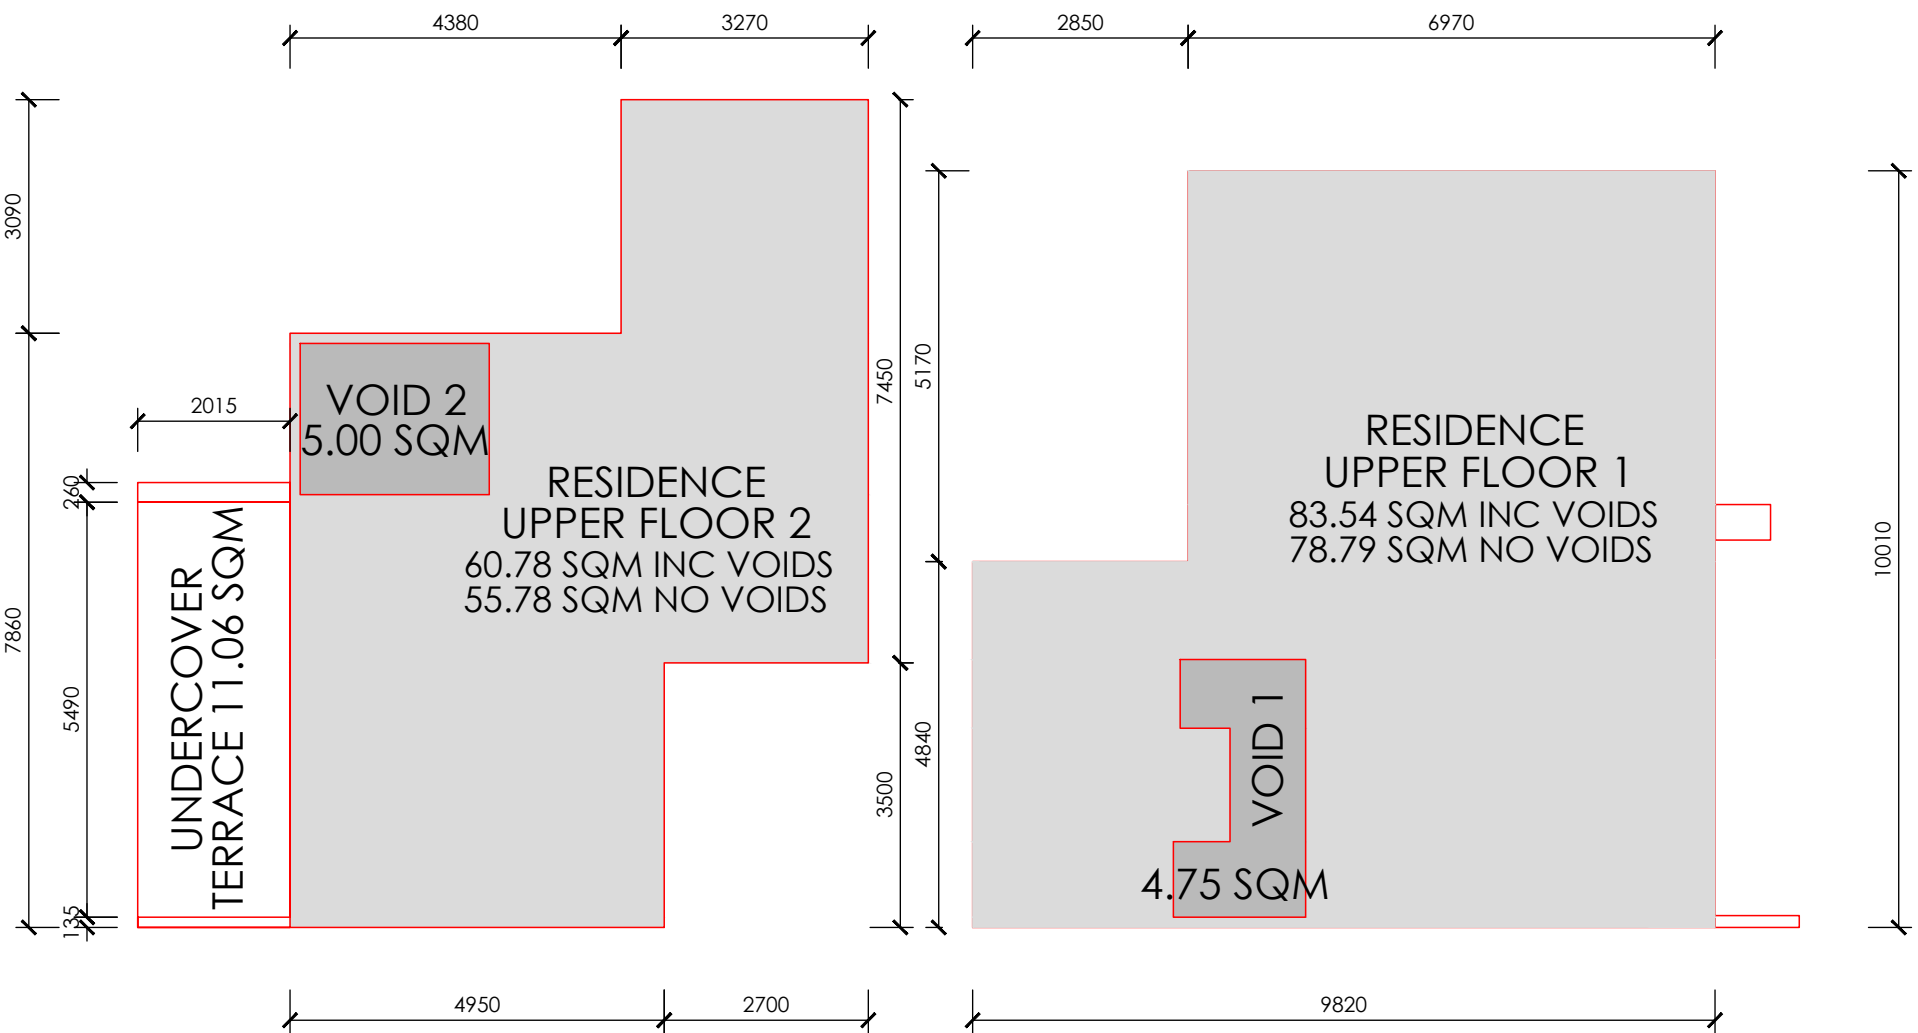 4380
3270
2850
6970
3090
7860
2015
260
5490
135
VOID 2
5.00 SQM
UNDERCOVER
TERRACE 11.06 SQM
RESIDENCE
UPPER FLOOR 2
60.78 SQM INC VOIDS
55.78 SQM NO VOIDS
7450
3500
5170
4840
RESIDENCE
UPPER FLOOR 1
83.54 SQM INC VOIDS
78.79 SQM NO VOIDS
VOID 1
4.75 SQM
10010
4950
2700
9820